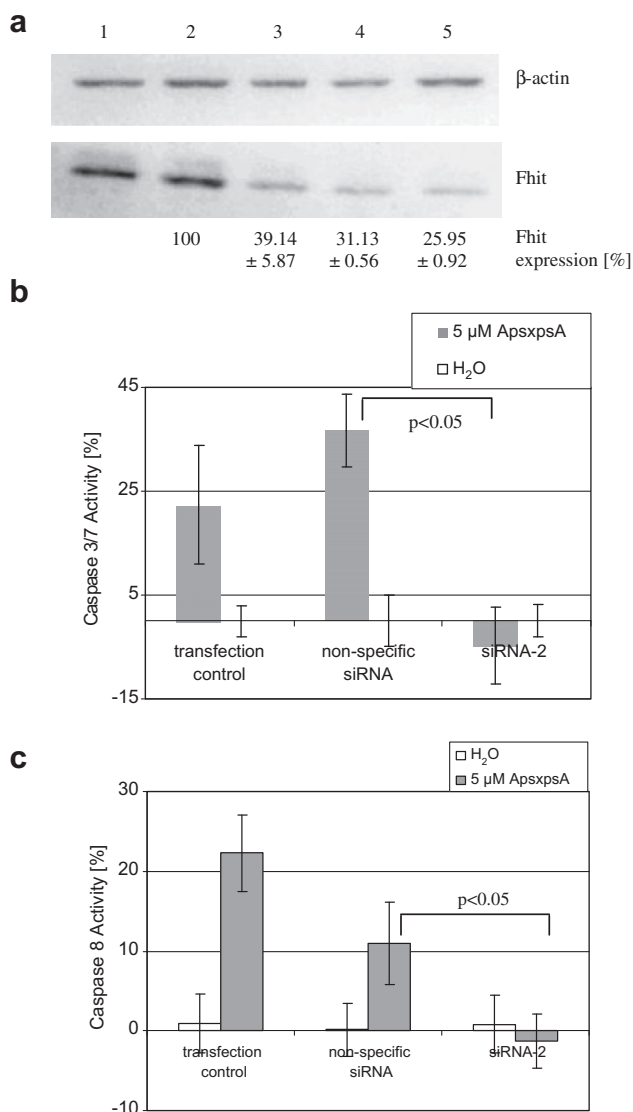 a
1 2 3 4 5
β-actin
Fhit
100 39.14 31.13 25.95 Fhit
± 5.87 ± 0.56 ± 0.92 expression [%]
b
5 µM ApsxpsA
H₂O
45
p<0.05
25
Caspase 3/7 Activity [%]
5
transfection control
non-specific siRNA
siRNA-2
-15
c
H₂O
5 µM ApsxpsA
30
20
p<0.05
Caspase 8 Activity [%]
10
0
transfection control
non-specific siRNA
siRNA-2
-10